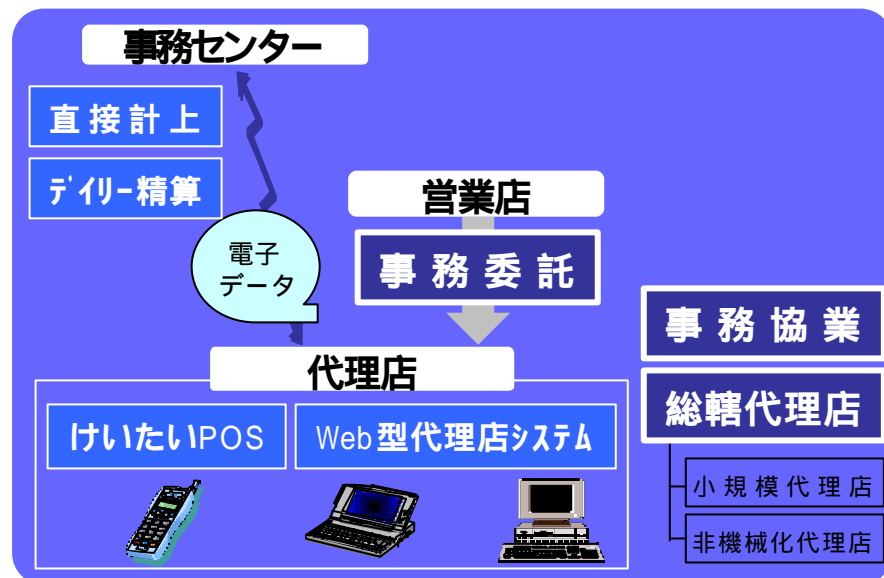 事務センター
直接計上
ﾃﾞｲﾘｰ精算
電子
データ
営業店
事務委託
代理店
けいたいPOS
Web型代理店ｼｽﾃﾑ
事務協業
総轄代理店
小規模代理店
非機械化代理店